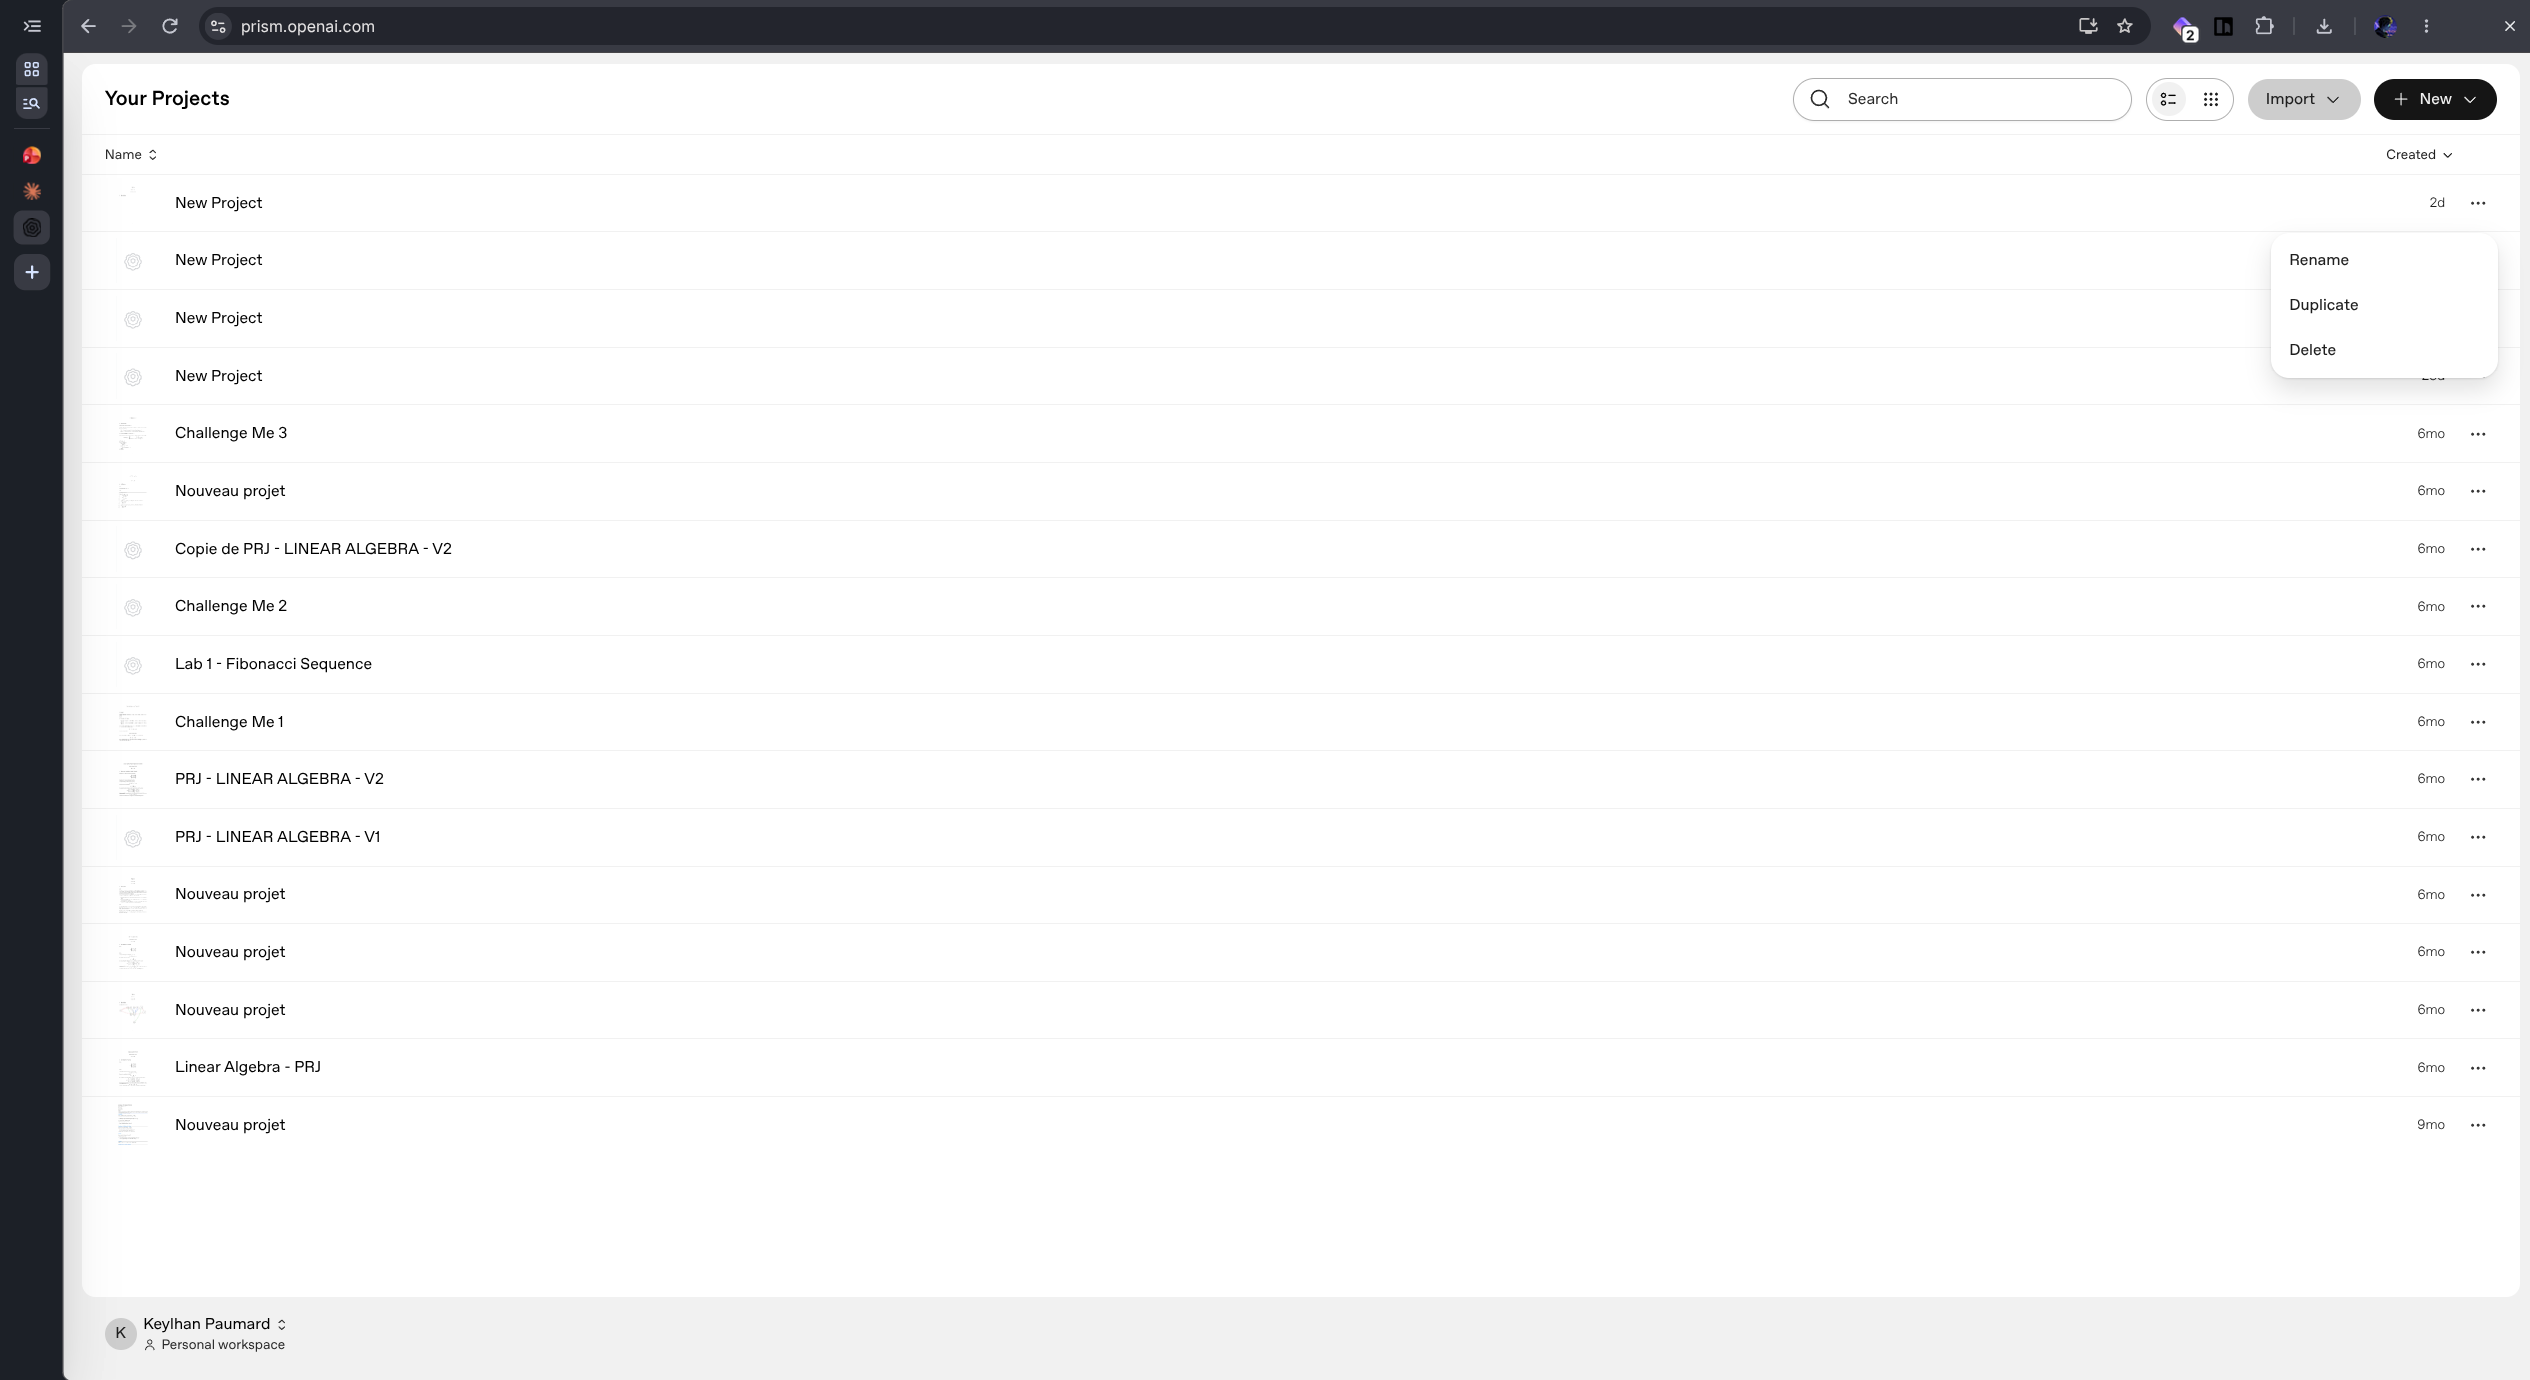 prism.openai.com
2
Your Projects
Search
Import
New
Name
Created
New Project
2d
New Project
New Project
New Project
Rename
Duplicate
Delete
Challenge Me 3
6mo
Nouveau projet
6mo
Copie de PRJ - LINEAR ALGEBRA - V2
6mo
Challenge Me 2
6mo
Lab 1 - Fibonacci Sequence
6mo
Challenge Me 1
6mo
PRJ - LINEAR ALGEBRA - V2
6mo
PRJ - LINEAR ALGEBRA - V1
6mo
Nouveau projet
6mo
Nouveau projet
6mo
Nouveau projet
6mo
Linear Algebra - PRJ
6mo
Nouveau projet
9mo
K
Keylhan Paumard
Personal workspace